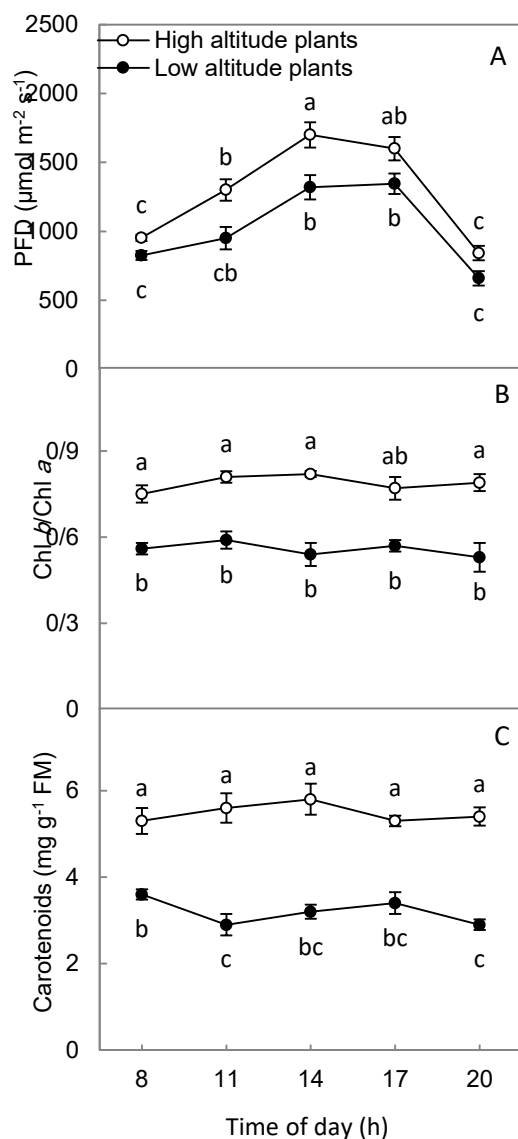 2500
High altitude plants
Low altitude plants
A
2000
a
ab
b
1500
c
c
1000
b
b
cb
500
c
c
0
PFD (µmol m⁻² s⁻¹)
B
0/9
a
a
a
ab
a
0/6
b
b
b
b
b
0/3
0
Chl b/Chl a
C
a
a
a
a
a
6
4
b
c
bc
bc
c
2
0
Carotenoids (mg g⁻¹ FM)
8 11 14 17 20
Time of day (h)